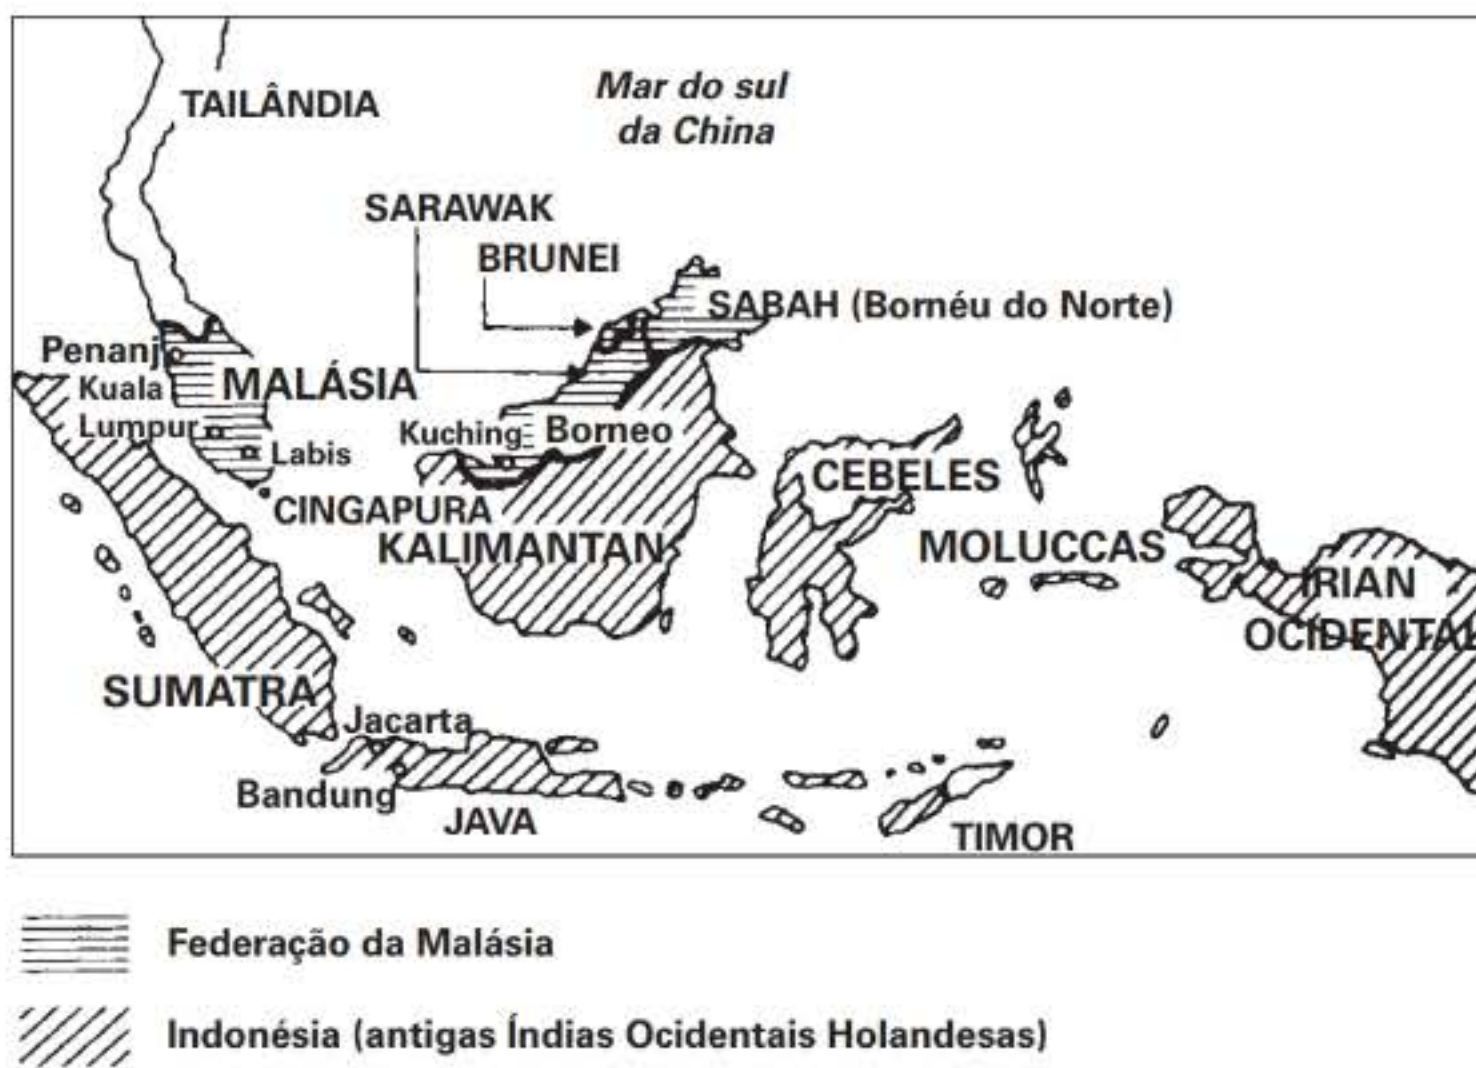 TAILÂNDIA
Mar do sul
da China
SARAWAK
BRUNEI
SABAH (Bornéu do Norte)
Penanj
Kuala
Lumpur
MALÁSIA
Labis
Kuching
Borneo
CINGAPURA
KALIMANTAN
CEBELES
MOLUCCAS
IRIAN
OCIDENTAL
SUMATRA
Jacarta
Bandung
JAVA
TIMOR
Federação da Malásia
Indonésia (antigas Índias Ocidentais Holandesas)